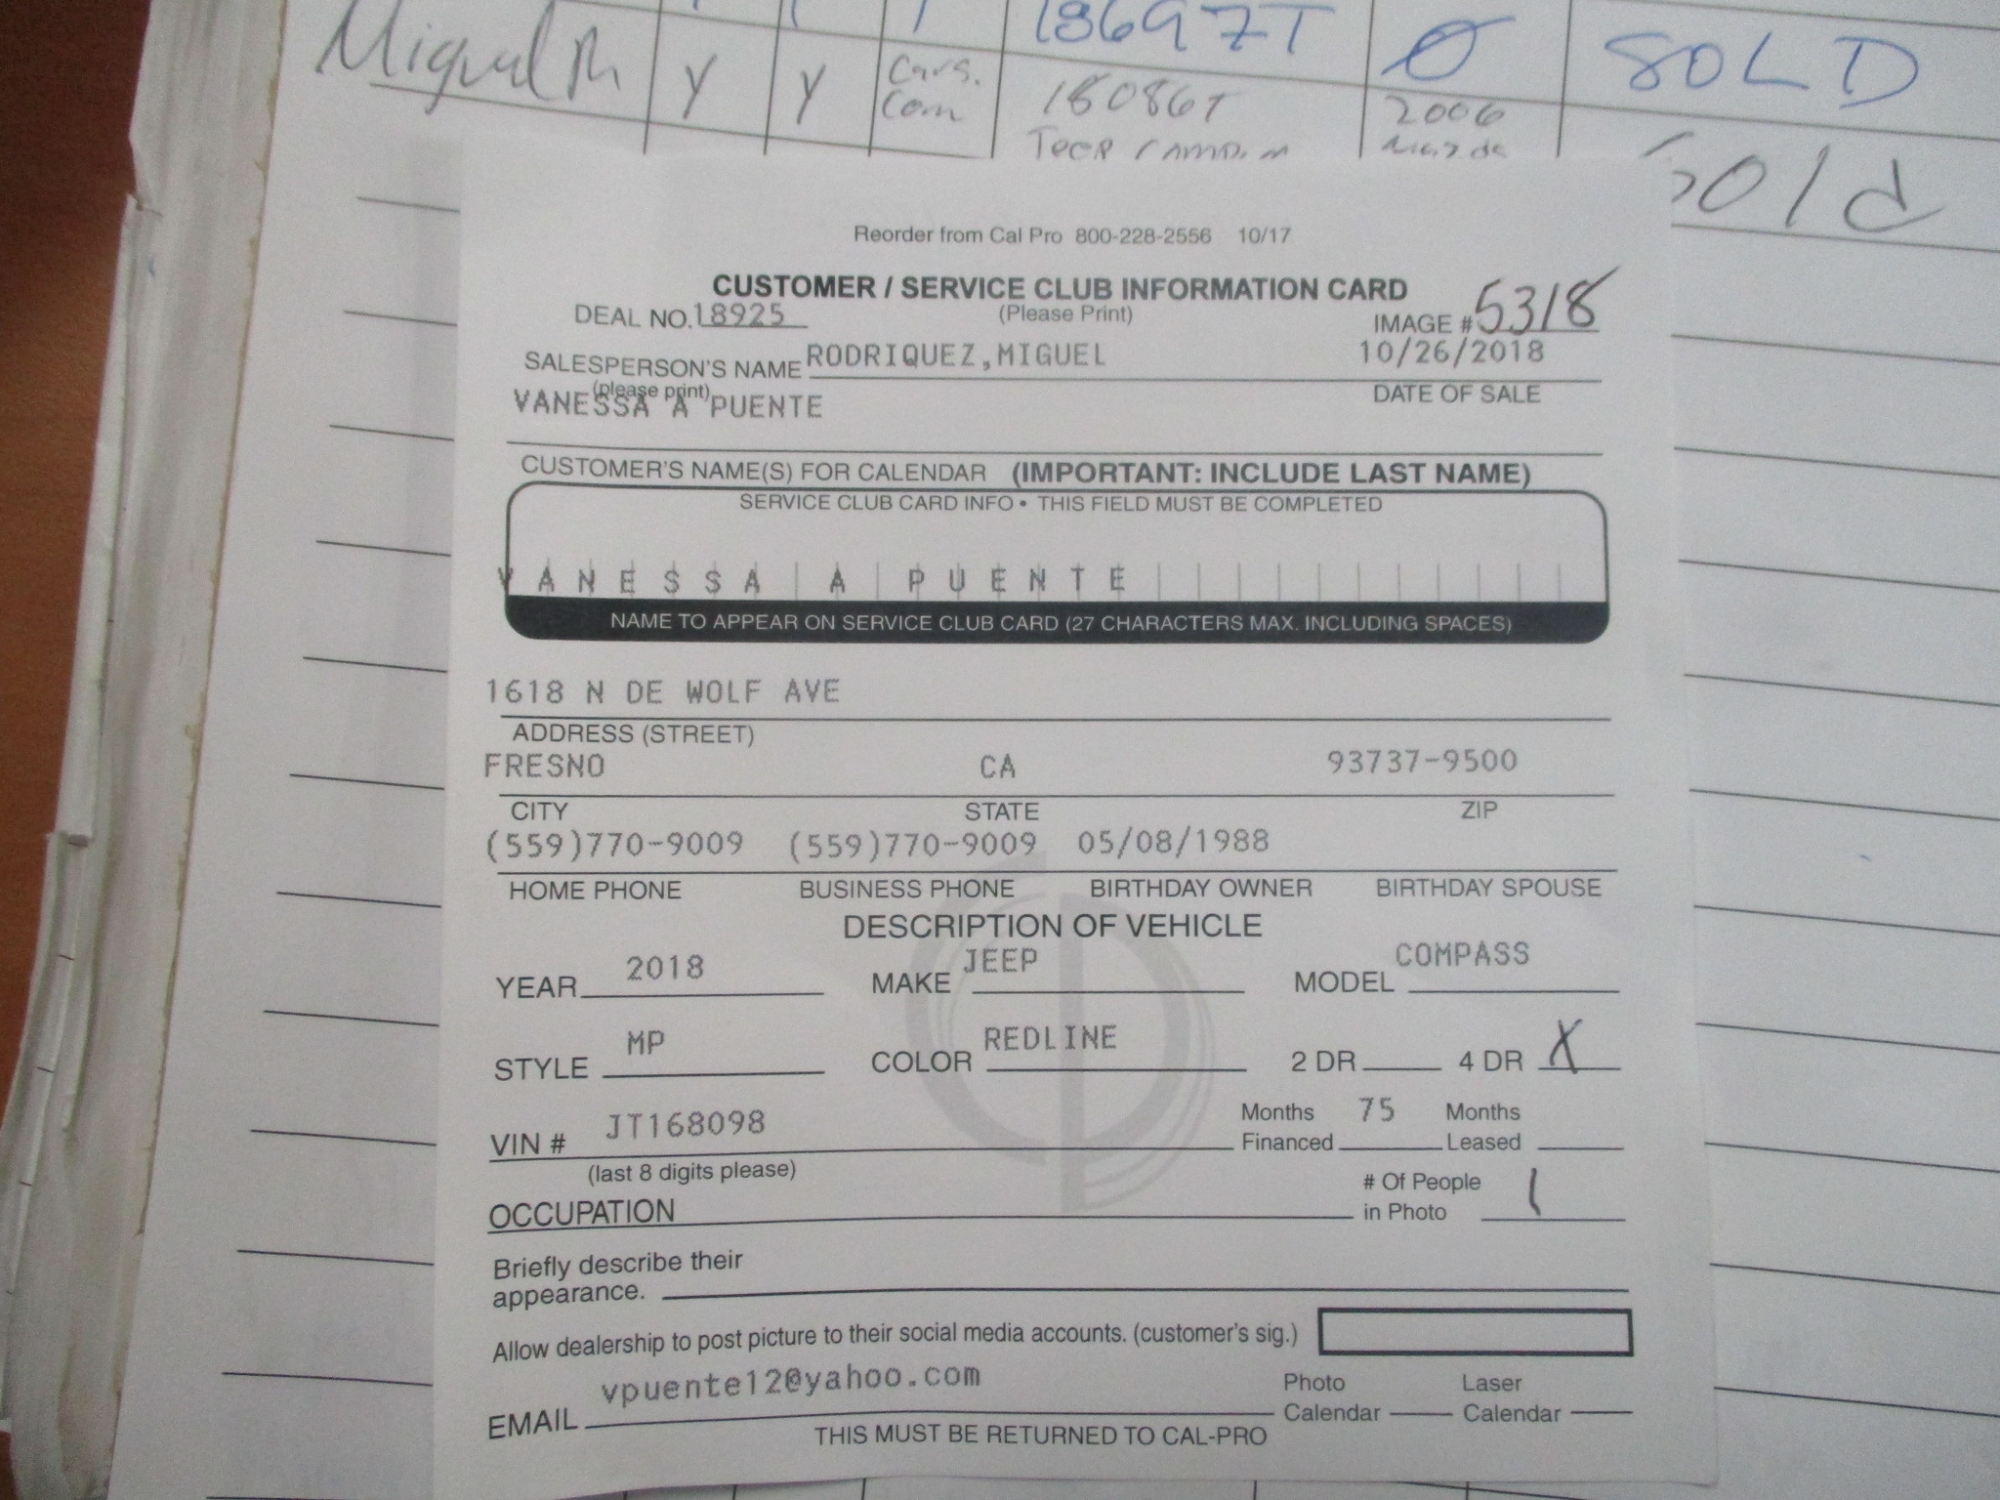 18697T Ø SOLD
Miguel R Y Y Cars. Com 18086T 2006
Sold
Reorder from Cal Pro 800-228-2556 10/17
CUSTOMER / SERVICE CLUB INFORMATION CARD
DEAL NO. 18925 (Please Print) IMAGE # 5318
SALESPERSON'S NAME RODRIQUEZ,MIGUEL 10/26/2018
(please print) DATE OF SALE
VANESSA A PUENTE
CUSTOMER'S NAME(S) FOR CALENDAR (IMPORTANT: INCLUDE LAST NAME)
SERVICE CLUB CARD INFO • THIS FIELD MUST BE COMPLETED
VANESSA A PUENTE
NAME TO APPEAR ON SERVICE CLUB CARD (27 CHARACTERS MAX. INCLUDING SPACES)
1618 N DE WOLF AVE
ADDRESS (STREET)
FRESNO CA 93737-9500
CITY STATE ZIP
(559)770-9009 (559)770-9009 05/08/1988
HOME PHONE BUSINESS PHONE BIRTHDAY OWNER BIRTHDAY SPOUSE
DESCRIPTION OF VEHICLE
YEAR 2018 MAKE JEEP MODEL COMPASS
STYLE MP COLOR REDLINE 2 DR 4 DR X
VIN # JT168098 Months Financed 75 Months Leased
(last 8 digits please)
OCCUPATION # Of People in Photo 1
Briefly describe their
appearance.
Allow dealership to post picture to their social media accounts. (customer's sig.)
EMAIL vpuente12@yahoo.com Photo Calendar Laser Calendar
THIS MUST BE RETURNED TO CAL-PRO